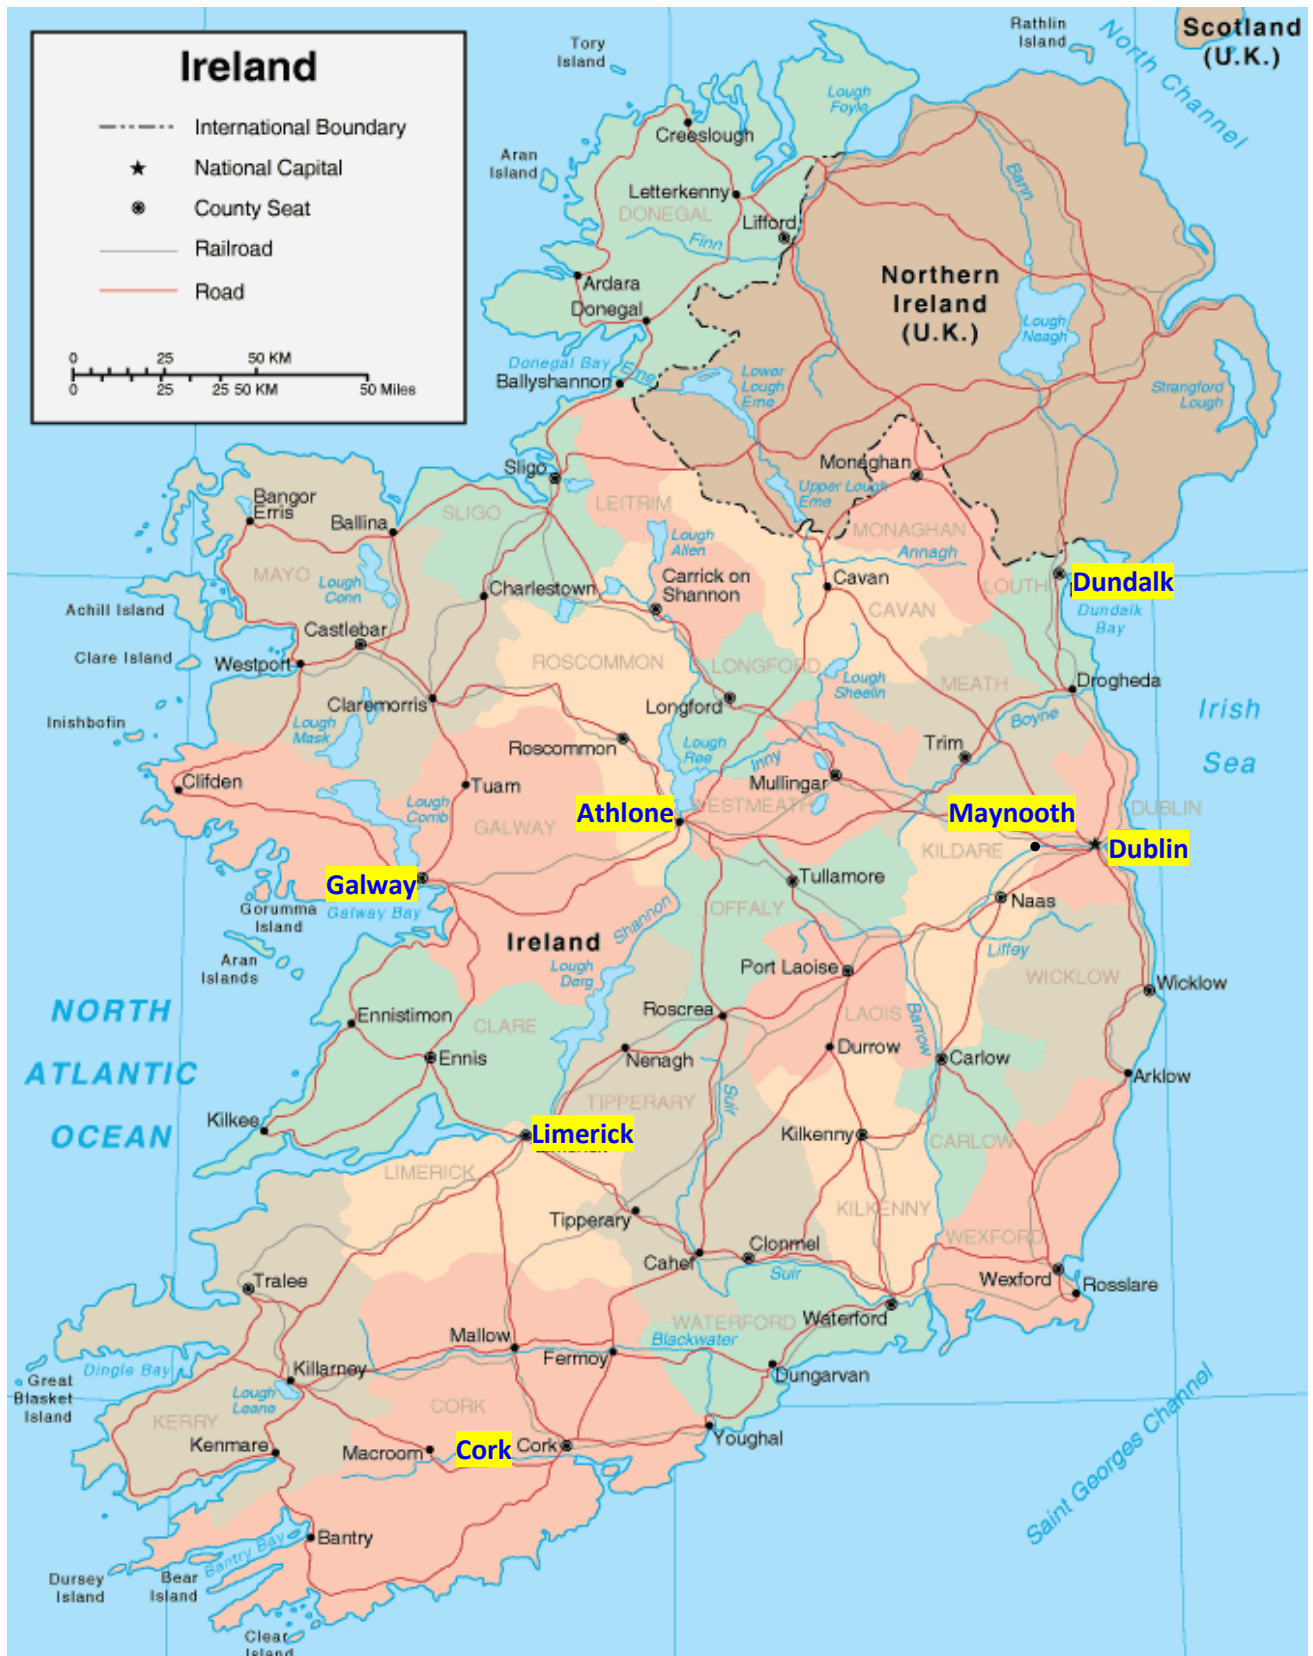 Ireland
International Boundary
National Capital
County Seat
Railroad
Road
0 25 50 KM
0 25 25 50 KM 50 Miles
Scotland
(U.K.)
Rathlin
Island
North Channel
Tory
Island
Lough
Foyle
Creeslough
Aran
Island
Letterkenny
DONEGAL
Lifford
Finn
Bann
Ardara
Donegal
Northern
Ireland
(U.K.)
Lough
Neagh
Donegal Bay
Erne
Ballyshannon
Lower
Lough
Erne
Strangford
Lough
Sligo
Monaghan
Upper Lough
Erne
Bangor
Erris
Ballina
SLIGO
LEITRIM
MONAGHAN
Lough
Allen
Annagh
MAYO
Lough
Conn
Charlestown
Carrick on
Shannon
Cavan
CAVAN
LOUTH
Dundalk
Dundalk
Bay
Achill Island
Castlebar
Clare Island
Westport
ROSCOMMON
LONGFORD
Lough
Sheelin
MEATH
Drogheda
Claremorris
Longford
Boyne
Irish
Sea
Inishbofin
Lough
Mask
Roscommon
Lough
Ree
Inny
Trim
Mullingar
Clifden
Tuam
Lough
Corrib
GALWAY
Athlone
WESTMEATH
Maynooth
DUBLIN
KILDARE
Dublin
Galway
Tullamore
Gorumma
Island
Galway Bay
OFFALY
Naas
Shannon
Ireland
Liffey
Aran
Islands
Lough
Derg
Port Laoise
WICKLOW
Wicklow
NORTH
ATLANTIC
OCEAN
Ennistimon
CLARE
Roscrea
LAOIS
Barrow
Ennis
Nenagh
Durrow
Carlow
Arklow
TIPPERARY
Suir
Kilkee
Limerick
Kilkenny
CARLOW
LIMERICK
Tipperary
KILKENNY
Cahel
Clonmel
Suir
WEXFORD
Tralee
Wexford
Rosslare
WATERFORD
Waterford
Mallow
Blackwater
Fermoy
Dingle Bay
Great
Blasket
Island
Killarney
Dungarvan
Lough
Leane
CORK
KERRY
Kenmare
Macroom
Cork
Cork
Youghal
Saint Georges Channel
Bantry
Bantry Bay
Dursey
Island
Bear
Island
Clear
Island